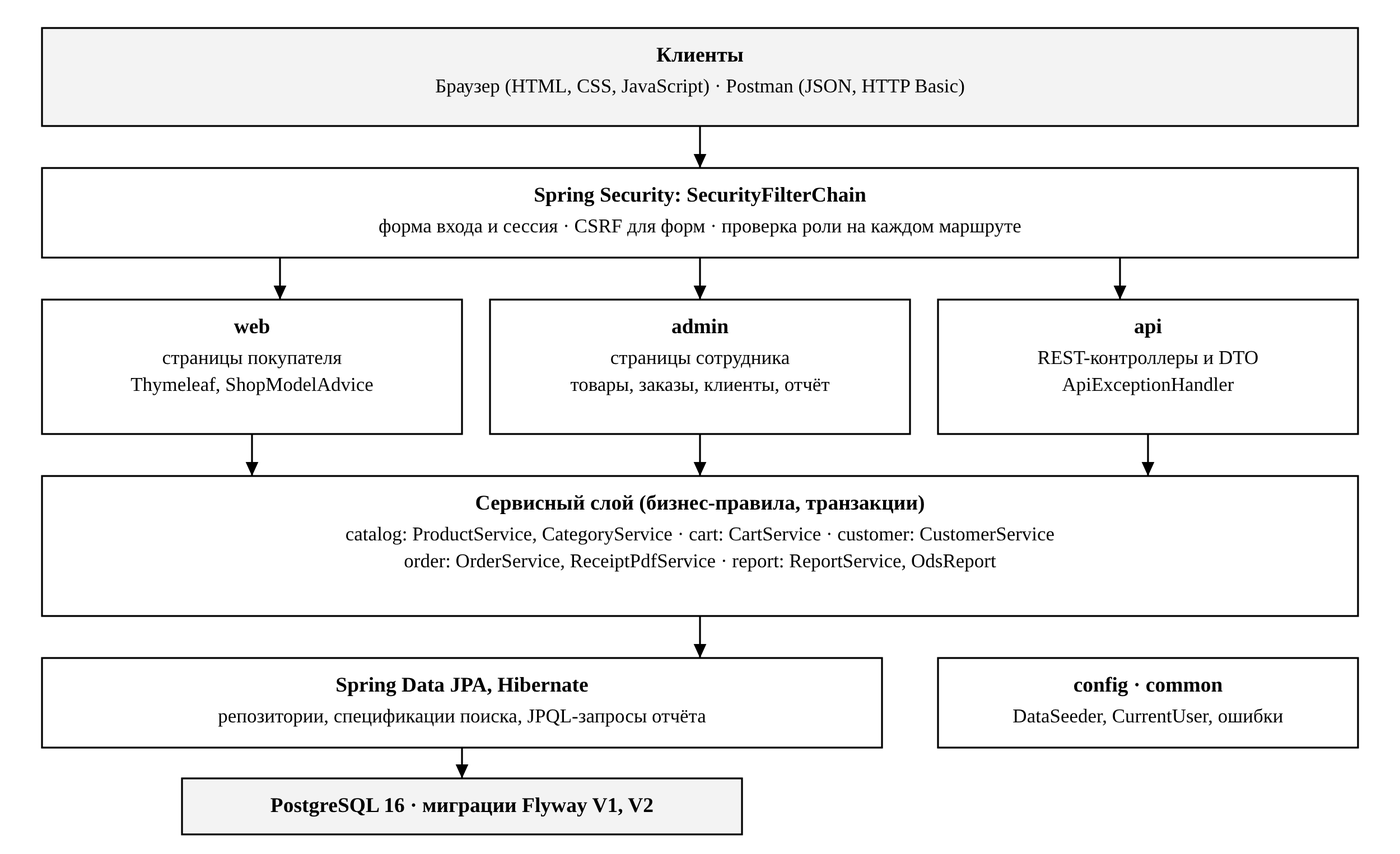 Клиенты
Браузер (HTML, CSS, JavaScript) · Postman (JSON, HTTP Basic)
Spring Security: SecurityFilterChain
форма входа и сессия · CSRF для форм · проверка роли на каждом маршруте
web
страницы покупателя
Thymeleaf, ShopModelAdvice
admin
страницы сотрудника
товары, заказы, клиенты, отчёт
api
REST-контроллеры и DTO
ApiExceptionHandler
Сервисный слой (бизнес-правила, транзакции)
catalog: ProductService, CategoryService · cart: CartService · customer: CustomerService
order: OrderService, ReceiptPdfService · report: ReportService, OdsReport
Spring Data JPA, Hibernate
репозитории, спецификации поиска, JPQL-запросы отчёта
config · common
DataSeeder, CurrentUser, ошибки
PostgreSQL 16 · миграции Flyway V1, V2